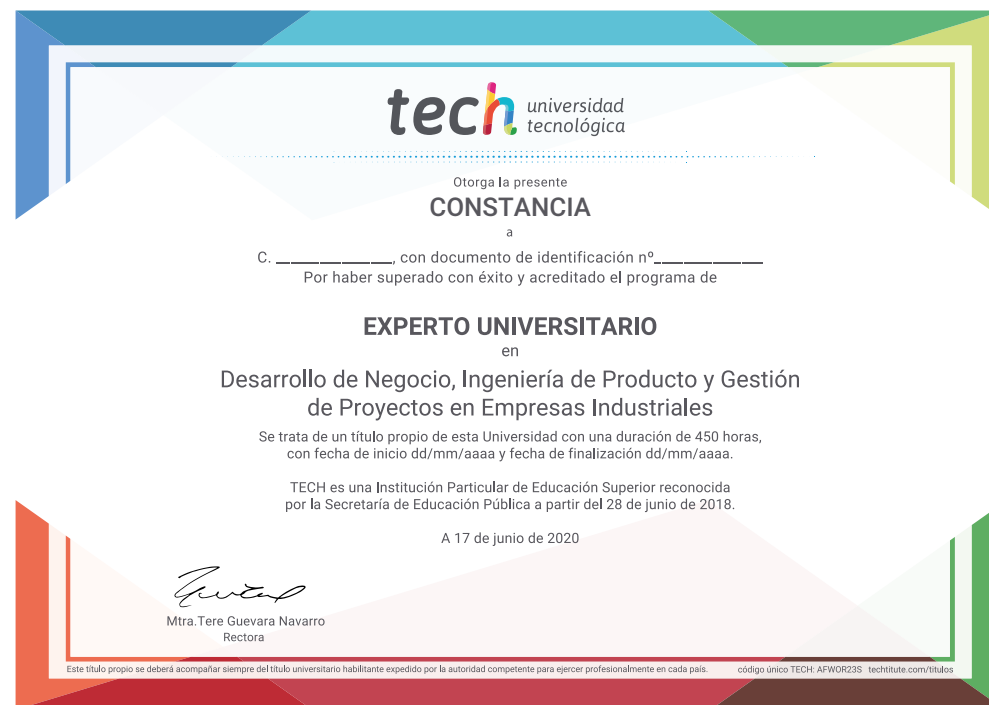 tech universidad
tecnológica
Otorga la presente
CONSTANCIA
a
C. ______________, con documento de identificación nº_____________
Por haber superado con éxito y acreditado el programa de
EXPERTO UNIVERSITARIO
en
Desarrollo de Negocio, Ingeniería de Producto y Gestión
de Proyectos en Empresas Industriales
Se trata de un título propio de esta Universidad con una duración de 450 horas,
con fecha de inicio dd/mm/aaaa y fecha de finalización dd/mm/aaaa.
TECH es una Institución Particular de Educación Superior reconocida
por la Secretaría de Educación Pública a partir del 28 de junio de 2018.
A 17 de junio de 2020
Mtra.Tere Guevara Navarro
Rectora
Este título propio se deberá acompañar siempre del título universitario habilitante expedido por la autoridad competente para ejercer profesionalmente en cada país. código único TECH: AFWOR23S techtitute.com/titulos